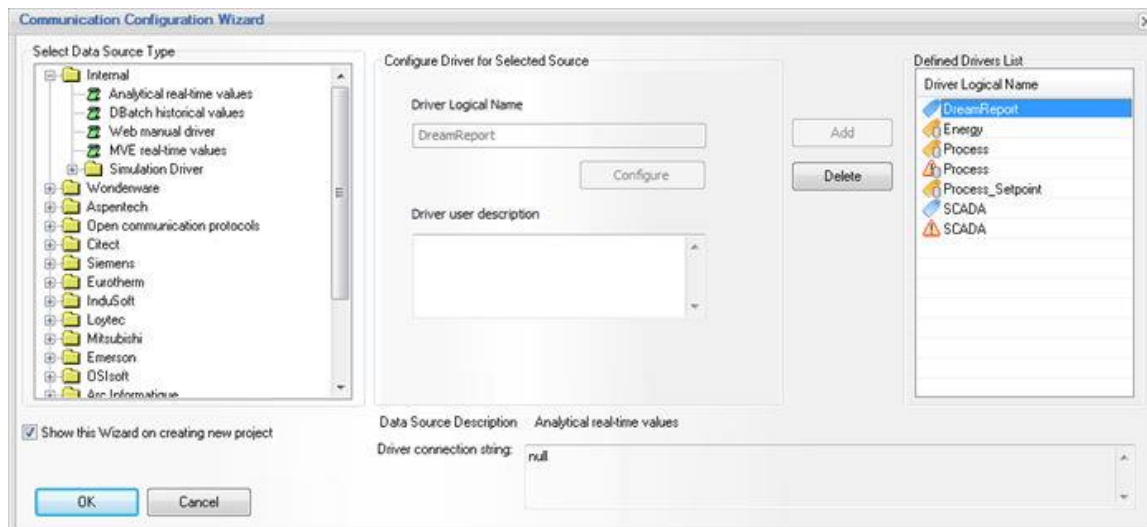 Communication Configuration Wizard
Select Data Source Type
Internal
Analytical real-time values
DBatch historical values
Web manual driver
MVE real-time values
Simulation Driver
Wonderware
Aspentech
Open communication protocols
Citect
Siemens
Eurotherm
InduSoft
Loytec
Mitsubishi
Emerson
OSIsoft
Arc Informatique
Configure Driver for Selected Source
Driver Logical Name
DreamReport
Configure
Driver user description
Add
Delete
Defined Drivers List
Driver Logical Name
DreamReport
Energy
Process
Process
Process_Setpoint
SCADA
SCADA
Show this Wizard on creating new project
Data Source Description Analytical real-time values
Driver connection string: null
OK
Cancel